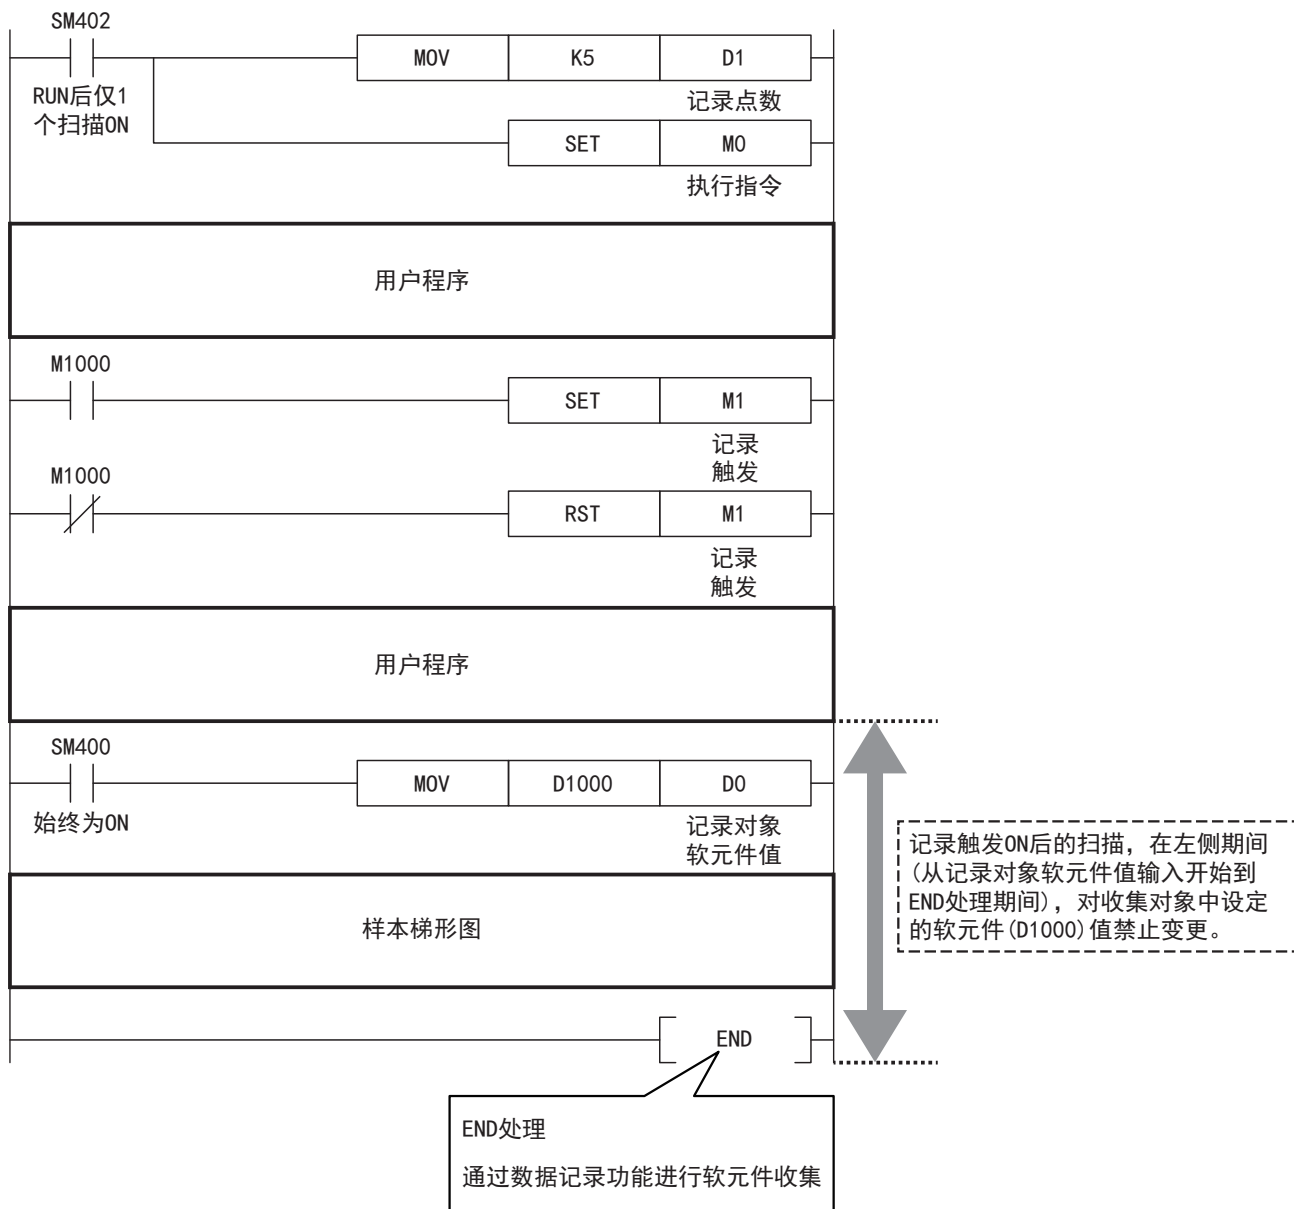 SM402
MOV K5 D1
RUN后仅1
个扫描ON
记录点数
SET M0
执行指令
用户程序
M1000
SET M1
记录
触发
M1000
RST M1
记录
触发
用户程序
SM400
MOV D1000 D0
始终为ON
记录对象
软元件值
记录触发ON后的扫描，在左侧期间
(从记录对象软元件值输入开始到
END处理期间)，对收集对象中设定
的软元件(D1000)值禁止变更。
样本梯形图
END
END处理
通过数据记录功能进行软元件收集